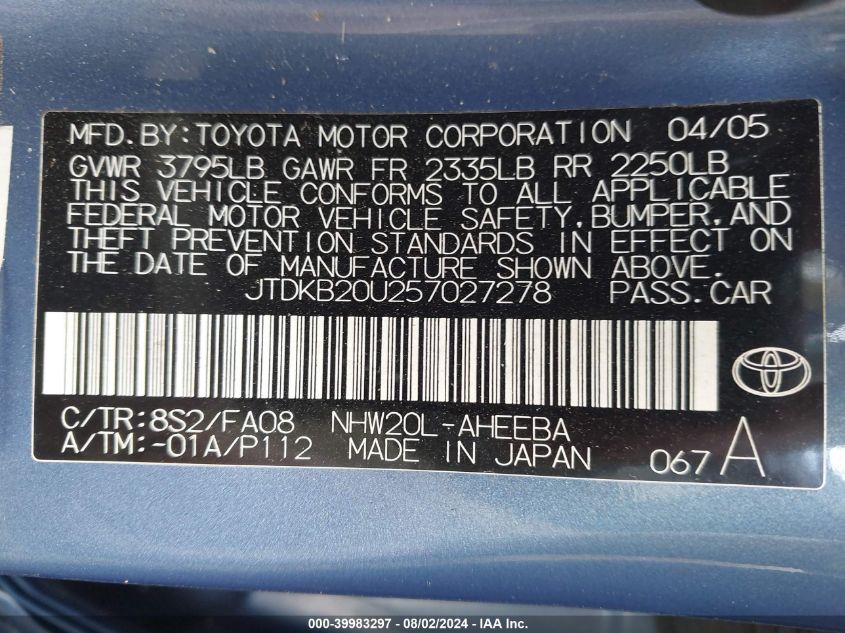 MFD.BY:TOYOTA MOTOR CORPORATION 04/05
GVWR 3795LB GAWR FR 2335LB RR 2250LB
THIS VEHICLE CONFORMS TO ALL APPLICABLE
FEDERAL MOTOR VEHICLE SAFETY,BUMPER,AND
THEFT PREVENTION STANDARDS IN EFFECT ON
THE DATE OF MANUFACTURE SHOWN ABOVE.
JTDKB20U257027278 PASS.CAR
C/TR:8S2/FA08 NHW20L-AHEEBA
A/TM:-01A/P112 MADE IN JAPAN 067A
000-39983297 - 08/02/2024 - IAA Inc.